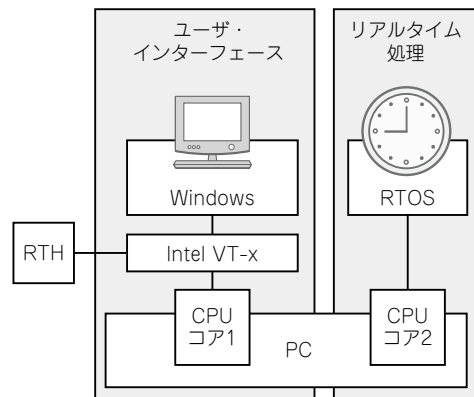 ユーザ・
インターフェース
リアルタイム
処理
Windows
RTOS
RTH
Intel VT-x
CPU
コア1
PC
CPU
コア2